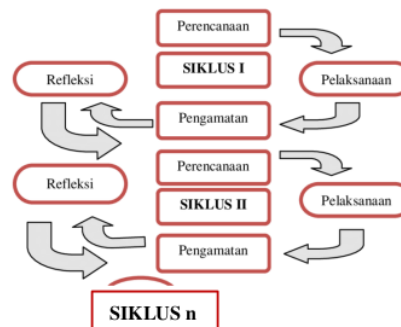 Perencanaan
Refleksi
SIKLUS I
Pelaksanaan
Pengamatan
Perencanaan
Refleksi
SIKLUS II
Pelaksanaan
Pengamatan
SIKLUS n